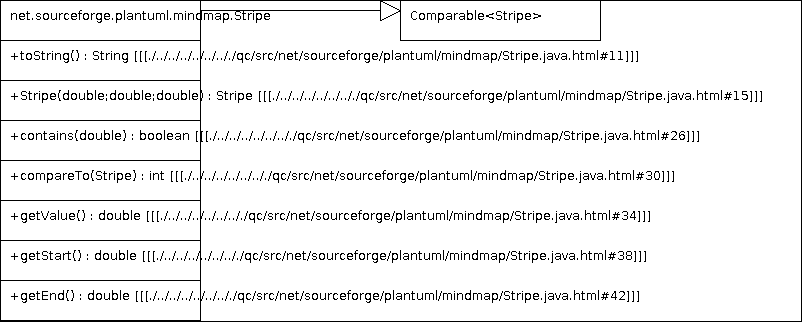 net.sourceforge.plantuml.mindmap.Stripe
Comparable<Stripe>
+toString() : String [[[./../../../../../../../qc/src/net/sourceforge/plantuml/mindmap/Stripe.java.html#11]]]
+Stripe(double;double;double) : Stripe [[[./../../../../../../../qc/src/net/sourceforge/plantuml/mindmap/Stripe.java.html#15]]]
+contains(double) : boolean [[[./../../../../../../../qc/src/net/sourceforge/plantuml/mindmap/Stripe.java.html#26]]]
+compareTo(Stripe) : int [[[./../../../../../../../qc/src/net/sourceforge/plantuml/mindmap/Stripe.java.html#30]]]
+getValue() : double [[[./../../../../../../../qc/src/net/sourceforge/plantuml/mindmap/Stripe.java.html#34]]]
+getStart() : double [[[./../../../../../../../qc/src/net/sourceforge/plantuml/mindmap/Stripe.java.html#38]]]
+getEnd() : double [[[./../../../../../../../qc/src/net/sourceforge/plantuml/mindmap/Stripe.java.html#42]]]